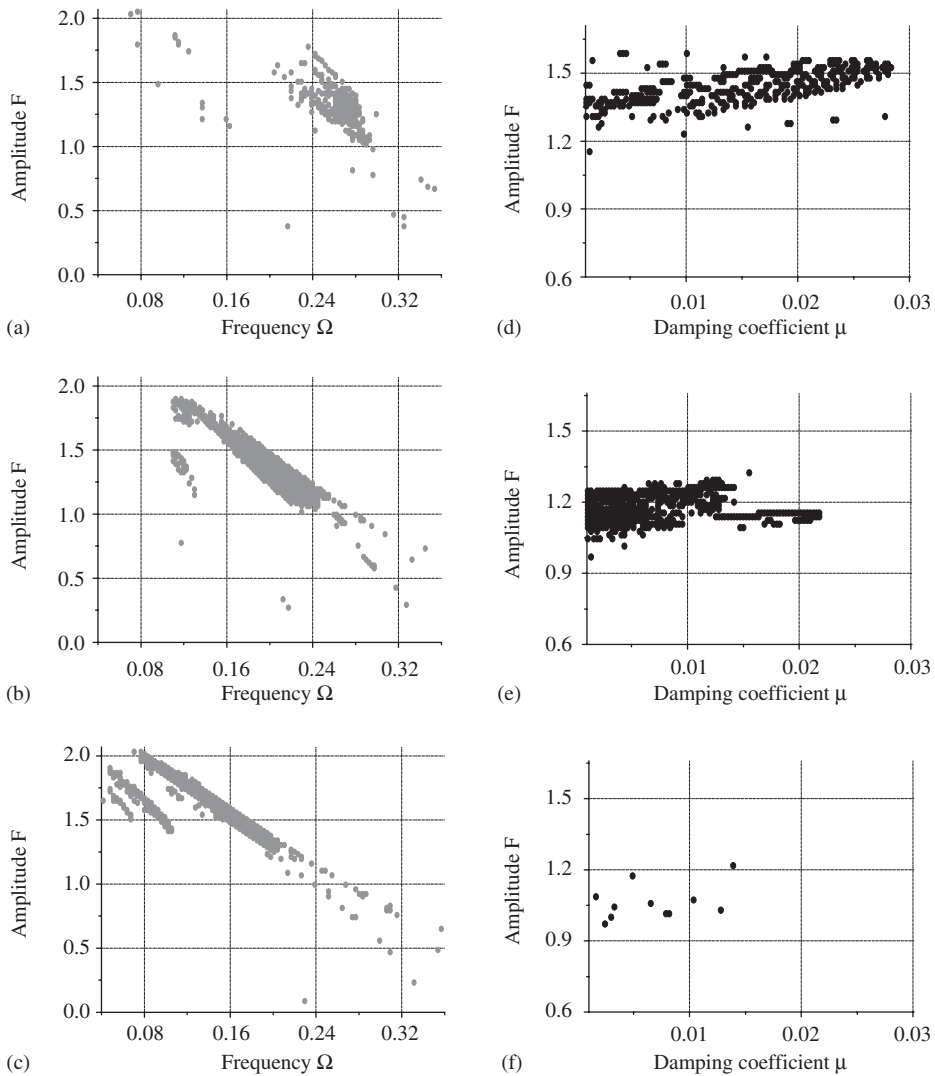 2.0
1.5
1.0
0.5
0.0
Amplitude F
0.08 0.16 0.24 0.32
(a) Frequency Ω
1.5
1.2
0.9
0.6
Amplitude F
0.01 0.02 0.03
(d) Damping coefficient μ
2.0
1.5
1.0
0.5
0.0
Amplitude F
0.08 0.16 0.24 0.32
(b) Frequency Ω
1.5
1.2
0.9
0.6
Amplitude F
0.01 0.02 0.03
(e) Damping coefficient μ
2.0
1.5
1.0
0.5
0.0
Amplitude F
0.08 0.16 0.24 0.32
(c) Frequency Ω
1.5
1.2
0.9
0.6
Amplitude F
0.01 0.02 0.03
(f) Damping coefficient μ